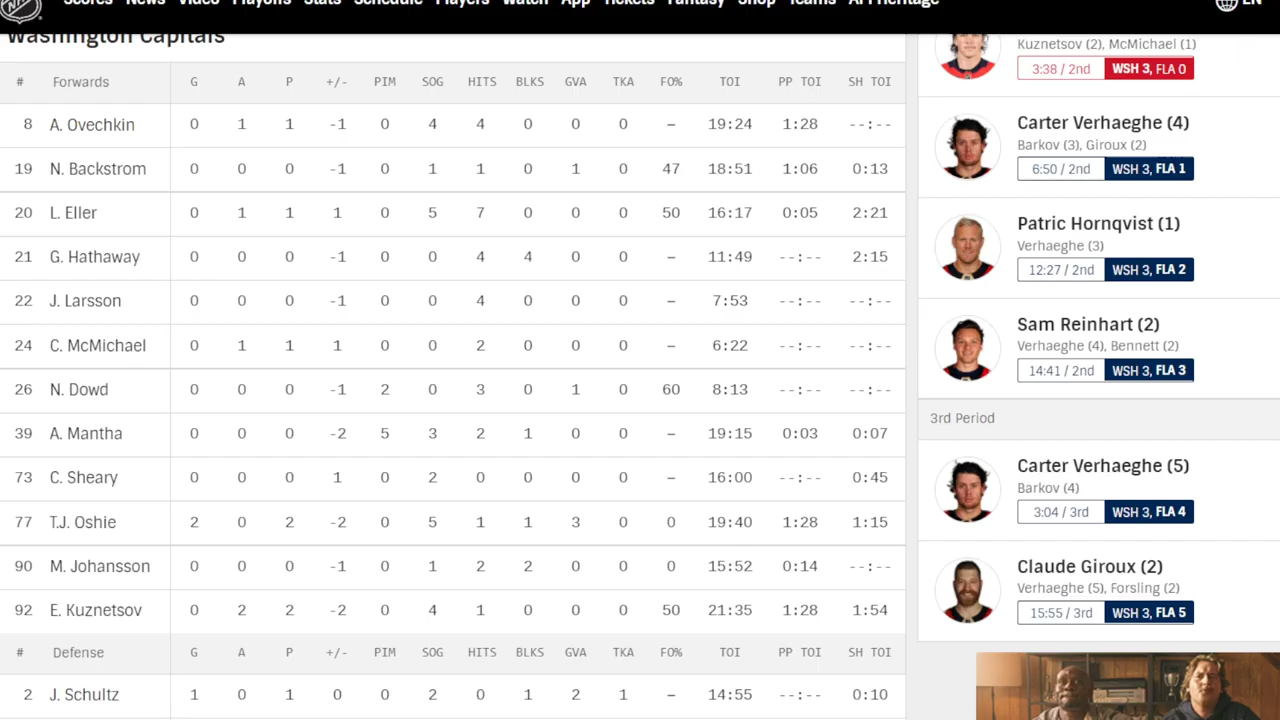 Scores News Video Playoffs Stats Schedule Players Watch App Tickets Fantasy Shop Teams API Heritage
EN
Washington Capitals
# Forwards G A P +/- PIM SOG HITS BLKS GVA TKA FO% TOI PP TOI SH TOI
8 A. Ovechkin 0 1 1 -1 0 4 4 0 0 0 – 19:24 1:28 --:--
19 N. Backstrom 0 0 0 -1 0 1 1 0 1 0 47 18:51 1:06 0:13
20 L. Eller 0 1 1 1 0 5 7 0 0 0 50 16:17 0:05 2:21
21 G. Hathaway 0 0 0 -1 0 0 4 4 0 0 – 11:49 --:-- 2:15
22 J. Larsson 0 0 0 -1 0 0 4 0 0 0 – 7:53 --:-- --:--
24 C. McMichael 0 1 1 1 0 0 2 0 0 0 – 6:22 --:-- --:--
26 N. Dowd 0 0 0 -1 2 0 3 0 1 0 60 8:13 --:-- --:--
39 A. Mantha 0 0 0 -2 5 3 2 1 0 0 – 19:15 0:03 0:07
73 C. Sheary 0 0 0 1 0 2 0 0 0 0 – 16:00 --:-- 0:45
77 T.J. Oshie 2 0 2 -2 0 5 1 1 3 0 0 19:40 1:28 1:15
90 M. Johansson 0 0 0 -1 0 1 2 2 0 0 0 15:52 0:14 --:--
92 E. Kuznetsov 0 2 2 -2 0 4 1 0 0 0 50 21:35 1:28 1:54
# Defense G A P +/- PIM SOG HITS BLKS GVA TKA FO% TOI PP TOI SH TOI
2 J. Schultz 1 0 1 0 0 2 0 1 2 1 – 14:55 --:-- 0:10
Kuznetsov (2), McMichael (1)
3:38 / 2nd WSH 3, FLA 0
Carter Verhaeghe (4)
Barkov (3), Giroux (2)
6:50 / 2nd WSH 3, FLA 1
Patric Hornqvist (1)
Verhaeghe (3)
12:27 / 2nd WSH 3, FLA 2
Sam Reinhart (2)
Verhaeghe (4), Bennett (2)
14:41 / 2nd WSH 3, FLA 3
3rd Period
Carter Verhaeghe (5)
Barkov (4)
3:04 / 3rd WSH 3, FLA 4
Claude Giroux (2)
Verhaeghe (5), Forsling (2)
15:55 / 3rd WSH 3, FLA 5